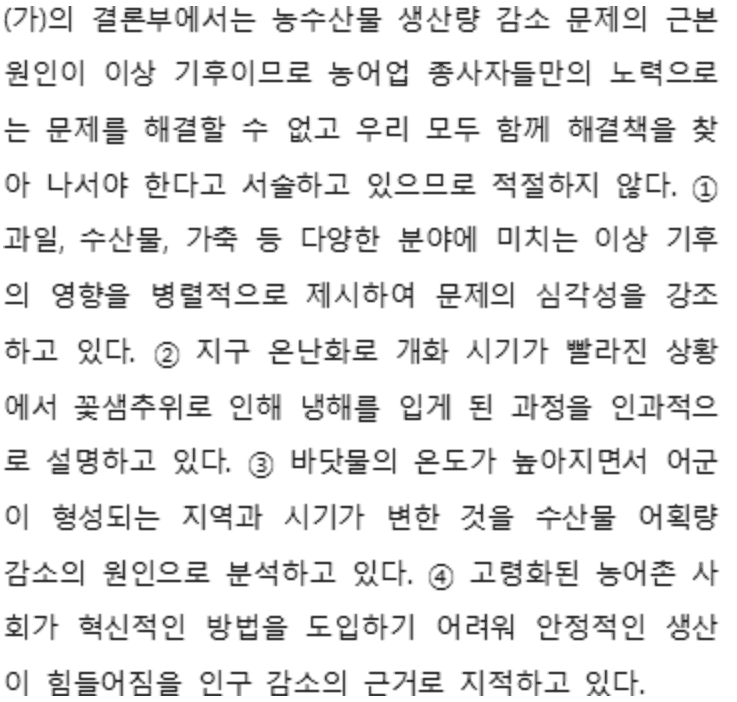 (가)의 결론부에서는 농수산물 생산량 감소 문제의 근본
원인이 이상 기후이므로 농어업 종사자들만의 노력으로
는 문제를 해결할 수 없고 우리 모두 함께 해결책을 찾
아 나서야 한다고 서술하고 있으므로 적절하지 않다. ①
과일, 수산물, 가축 등 다양한 분야에 미치는 이상 기후
의 영향을 병렬적으로 제시하여 문제의 심각성을 강조
하고 있다. ② 지구 온난화로 개화 시기가 빨라진 상황
에서 꽃샘추위로 인해 냉해를 입게 된 과정을 인과적으
로 설명하고 있다. ③ 바닷물의 온도가 높아지면서 어군
이 형성되는 지역과 시기가 변한 것을 수산물 어획량
감소의 원인으로 분석하고 있다. ④ 고령화된 농어촌 사
회가 혁신적인 방법을 도입하기 어려워 안정적인 생산
이 힘들어짐을 인구 감소의 근거로 지적하고 있다.